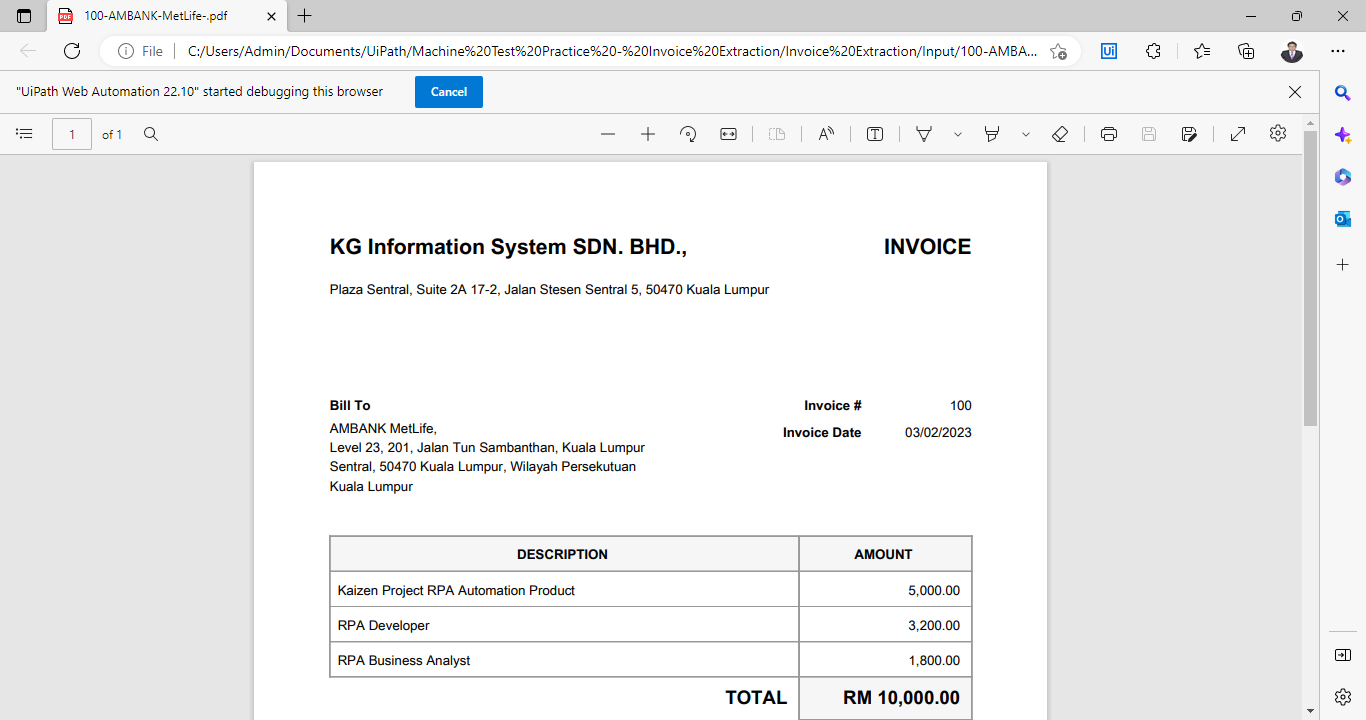 100-AMBANK-MetLife-.pdf
File
C:/Users/Admin/Documents/UiPath/Machine%20Test%20Practice%20-%20Invoice%20Extraction/Invoice%20Extraction/Input/100-AMBA...
Ui
"UiPath Web Automation 22.10" started debugging this browser
Cancel
1 of 1
KG Information System SDN. BHD.,
INVOICE
Plaza Sentral, Suite 2A 17-2, Jalan Stesen Sentral 5, 50470 Kuala Lumpur
Bill To
AMBANK MetLife,
Level 23, 201, Jalan Tun Sambanthan, Kuala Lumpur
Sentral, 50470 Kuala Lumpur, Wilayah Persekutuan
Kuala Lumpur
Invoice # 100
Invoice Date 03/02/2023
DESCRIPTION AMOUNT
Kaizen Project RPA Automation Product 5,000.00
RPA Developer 3,200.00
RPA Business Analyst 1,800.00
TOTAL RM 10,000.00